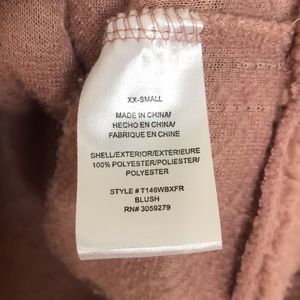 XX-SMALL
MADE IN CHINA/
HECHO EN CHINA/
FABRIQUE EN CHINE
SHELL/EXTERIOR/EXTERIEURE
100% POLYESTER/POLIESTER/
POLYESTER
STYLE # T146WBXFR
BLUSH
RN# 3059279